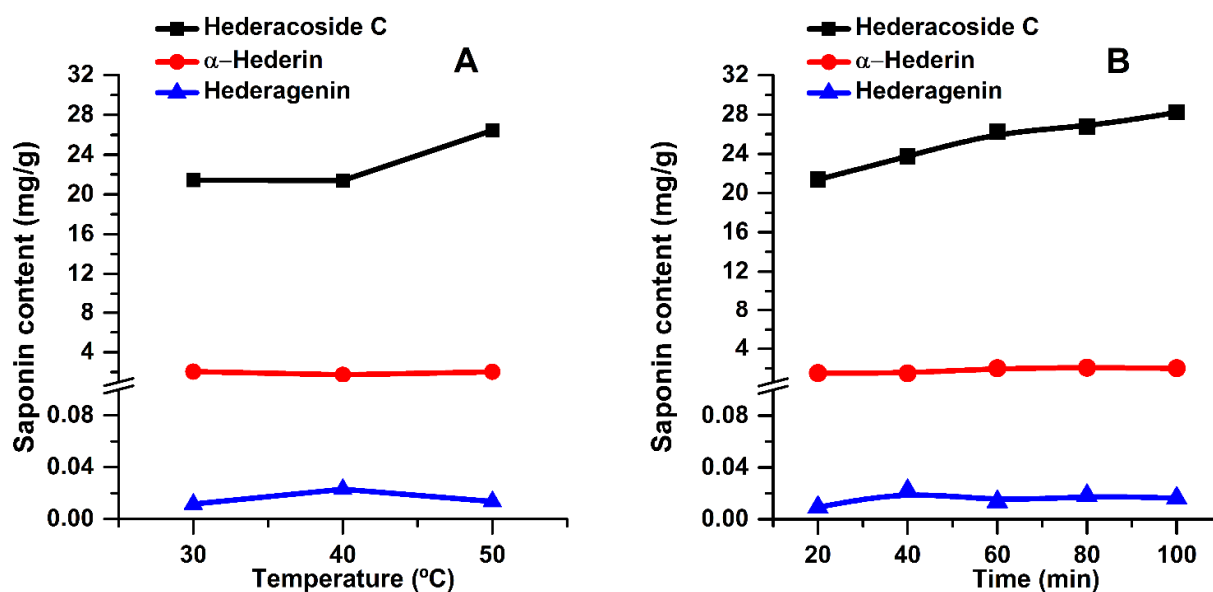 Hederacoside C
α–Hederin
Hederagenin
A
Saponin content (mg/g)
32
28
24
20
16
12
8
4
0.08
0.04
0.00
30
40
50
Temperature (ºC)
Hederacoside C
α–Hederin
Hederagenin
B
Saponin content (mg/g)
32
28
24
20
16
12
8
4
0.08
0.04
0.00
20
40
60
80
100
Time (min)